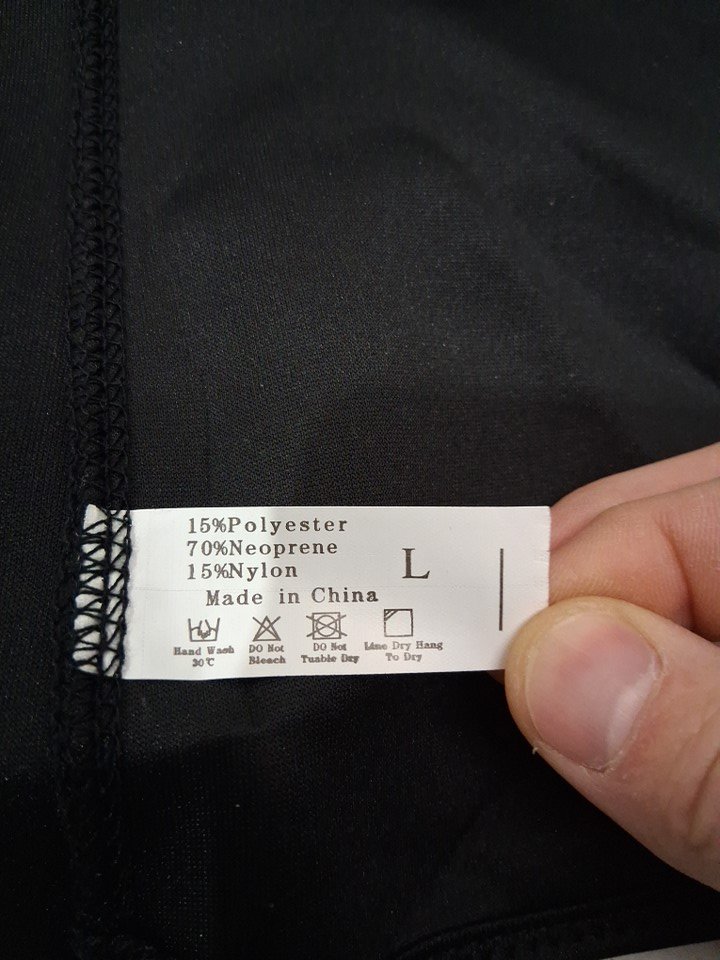 15%Polyester
70%Neoprene
15%Nylon
L
Made in China
Hand Wash
30℃
DO Not
Bleach
DO Not
Tumble Dry
Line Dry Hang
To Dry